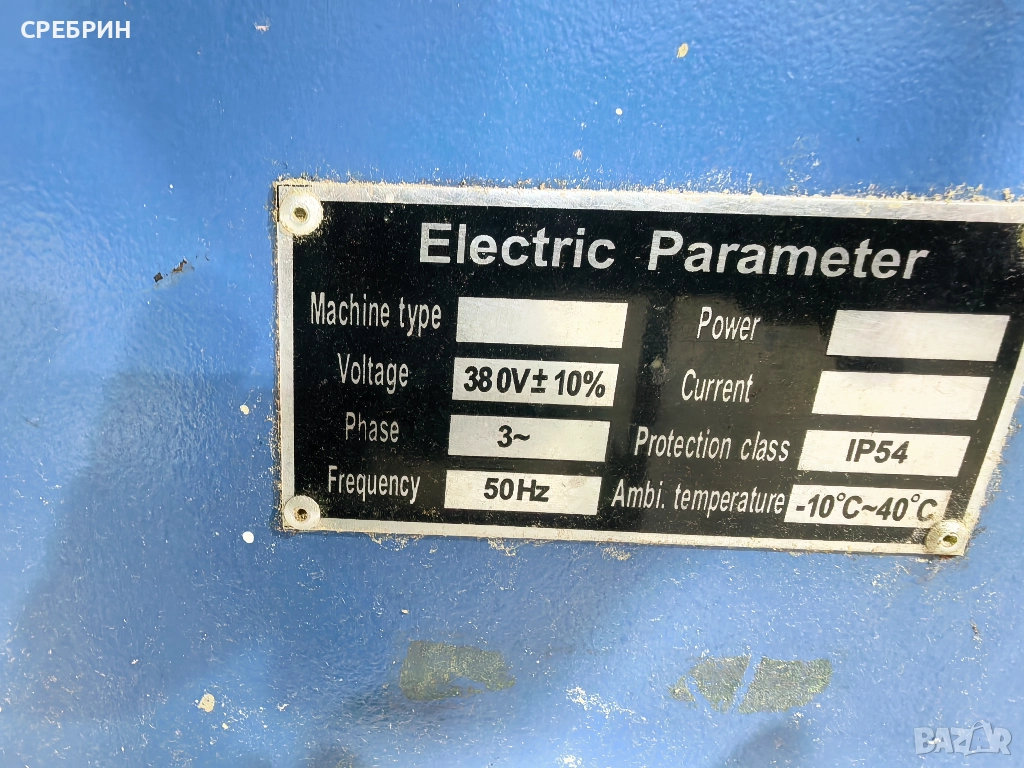 СРЕБРИН
Electric Parameter
Machine type
Power
Voltage 380V±10%
Current
Phase 3~
Protection class IP54
Frequency 50Hz
Ambi. temperature -10°C~40°C
BAZAR